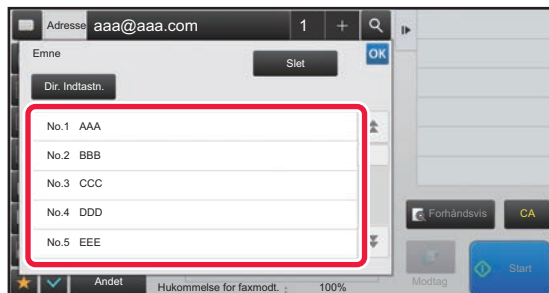 Adresse aaa@aaa.com 1 +
Emne
Slet
OK
Dir. Indtastn.
No.1 AAA
No.2 BBB
No.3 CCC
No.4 DDD
No.5 EEE
Forhåndsvis
CA
Andet
Hukommelse for faxmodt. : 100%
Modtag
Start